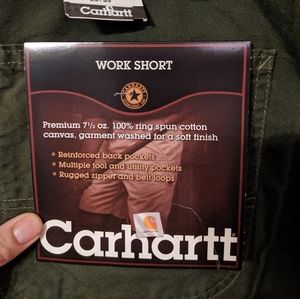 Carhartt
WORK SHORT
Premium 7½ oz. 100% ring spun cotton
canvas, garment washed for a soft finish
Reinforced back pockets
Multiple tool and utility pockets
Rugged zipper and belt loops
Carhartt